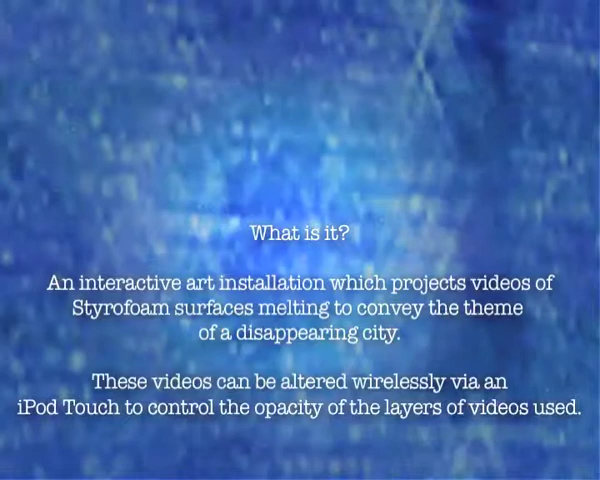 What is it?
An interactive art installation which projects videos of
Styrofoam surfaces melting to convey the theme
of a disappearing city.
These videos can be altered wirelessly via an
iPod Touch to control the opacity of the layers of videos used.